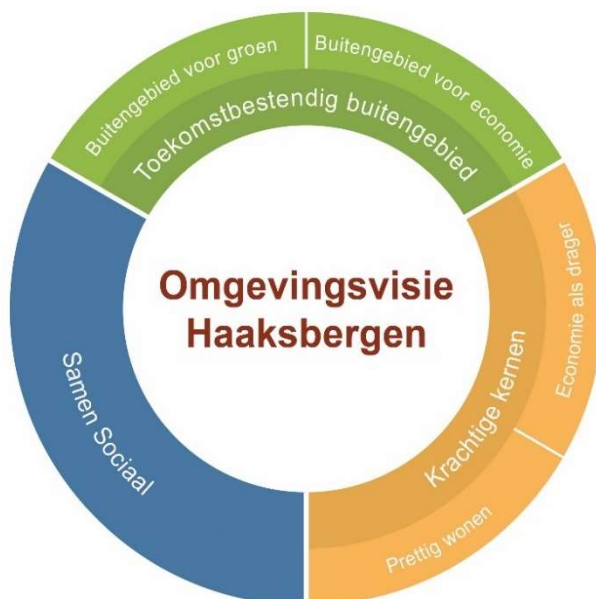 Buitengebied voor groen
Buitengebied voor economie
Toekomstbestendig buitengebied
Omgevingsvisie
Haaksbergen
Economie als drager
Krachtige kernen
Prettig wonen
Samen Sociaal